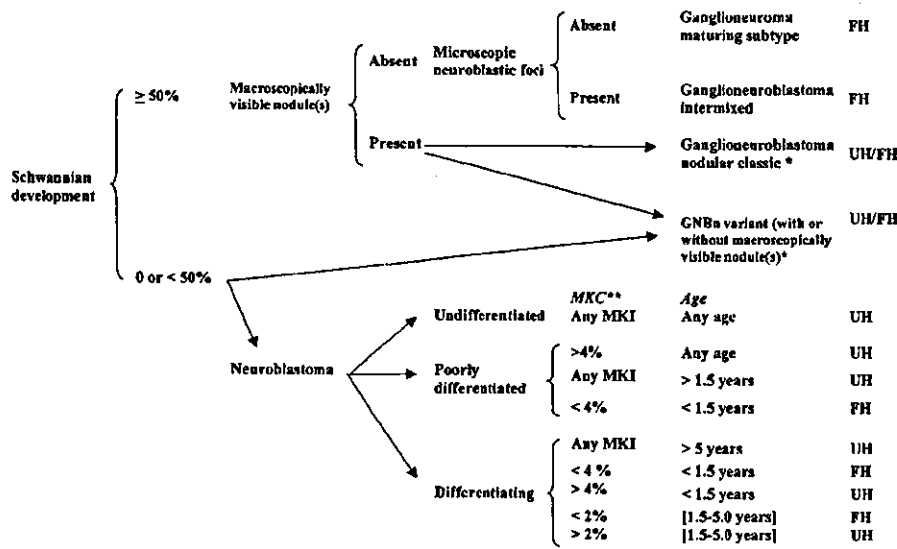 Absent
Ganglioneuroma
maturing subtype
FH
Absent
Microscopic
neuroblastic foci
≥ 50%
Macroscopically
visible nodule(s)
Present
Ganglioneuroblastoma
intermixed
FH
Present
Ganglioneuroblastoma
nodular classic *
UH/FH
Schwannian
development
GNBn variant (with or
without macroscopically
visible nodule(s)*
UH/FH
0 or < 50%
MKC** Age
Undifferentiated Any MKI Any age UH
Neuroblastoma
Poorly
differentiated
>4% Any age UH
Any MKI > 1.5 years UH
< 4% < 1.5 years FH
Differentiating
Any MKI > 5 years UH
< 4 % < 1.5 years FH
> 4% < 1.5 years UH
< 2% [1.5-5.0 years] FH
> 2% [1.5-5.0 years] UH